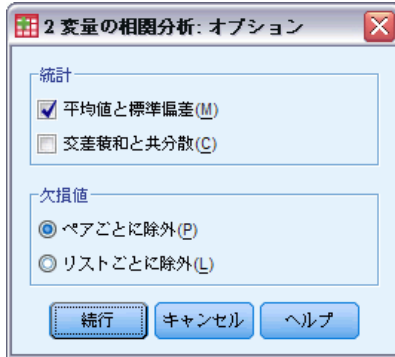 2 変量の相関分析: オプション
統計
平均値と標準偏差(M)
交差積和と共分散(C)
欠損値
ペアごとに除外(P)
リストごとに除外(L)
続行 キャンセル ヘルプ